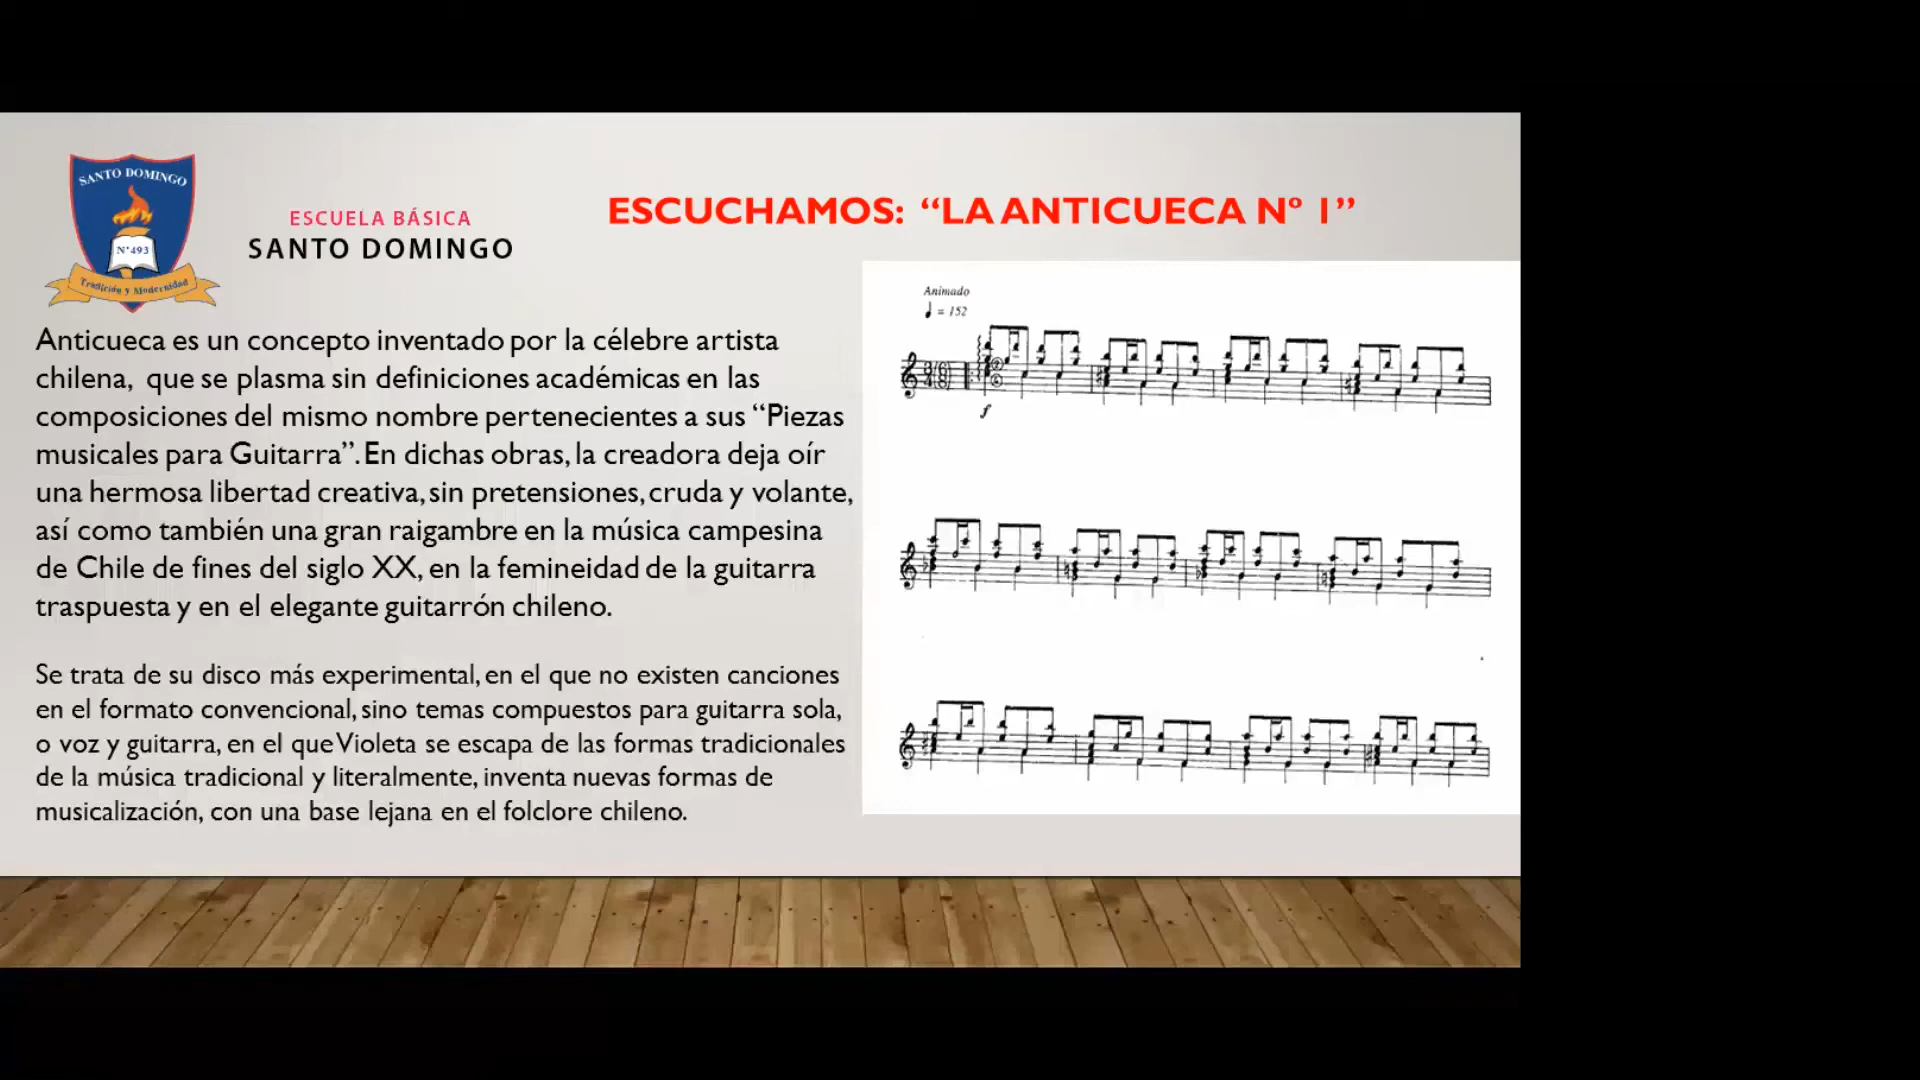 SANTO DOMINGO
N°493
Tradición y Modernidad
ESCUELA BÁSICA
SANTO DOMINGO
ESCUCHAMOS: “LA ANTICUECA Nº 1”
Anticueca es un concepto inventado por la célebre artista
chilena, que se plasma sin definiciones académicas en las
composiciones del mismo nombre pertenecientes a sus “Piezas
musicales para Guitarra”. En dichas obras, la creadora deja oír
una hermosa libertad creativa, sin pretensiones, cruda y volante,
así como también una gran raigambre en la música campesina
de Chile de fines del siglo XX, en la femineidad de la guitarra
traspuesta y en el elegante guitarrón chileno.
Se trata de su disco más experimental, en el que no existen canciones
en el formato convencional, sino temas compuestos para guitarra sola,
o voz y guitarra, en el que Violeta se escapa de las formas tradicionales
de la música tradicional y literalmente, inventa nuevas formas de
musicalización, con una base lejana en el folclore chileno.
Animado
♩ = 152
f